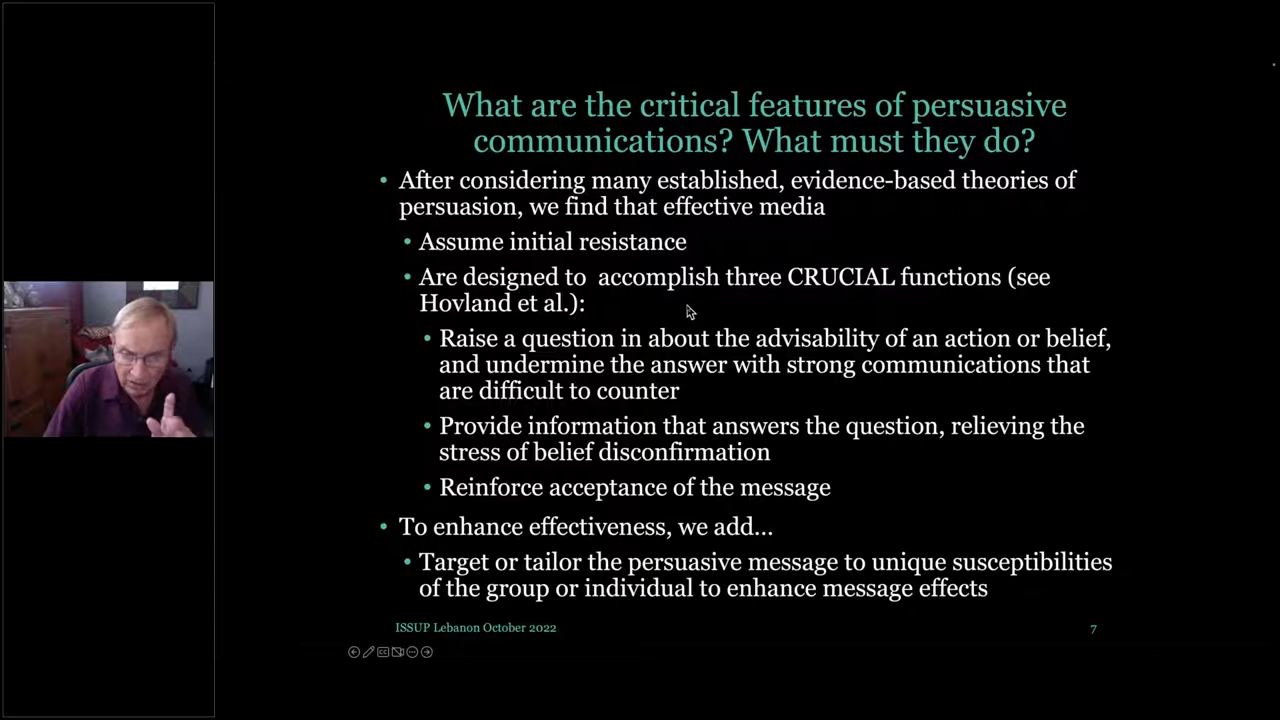 What are the critical features of persuasive
communications? What must they do?
• After considering many established, evidence-based theories of
persuasion, we find that effective media
• Assume initial resistance
• Are designed to accomplish three CRUCIAL functions (see
Hovland et al.):
• Raise a question in about the advisability of an action or belief,
and undermine the answer with strong communications that
are difficult to counter
• Provide information that answers the question, relieving the
stress of belief disconfirmation
• Reinforce acceptance of the message
• To enhance effectiveness, we add...
• Target or tailor the persuasive message to unique susceptibilities
of the group or individual to enhance message effects
ISSUP Lebanon October 2022
7